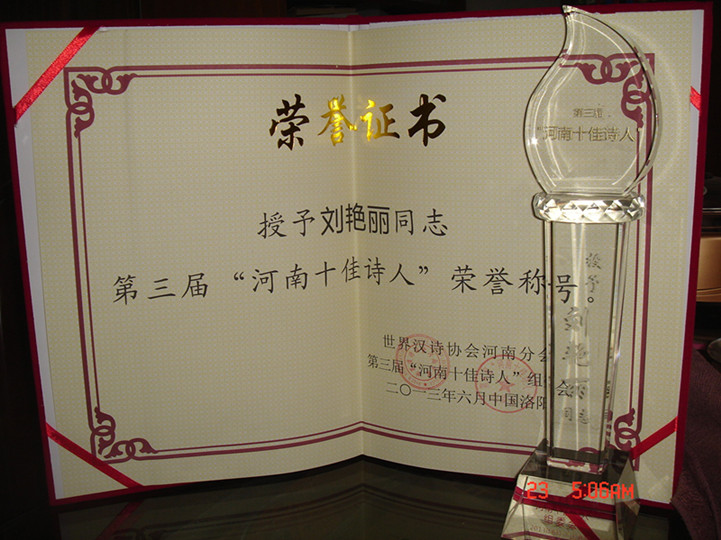 荣誉证书
授予刘艳丽同志
第三届“河南十佳诗人”荣誉称号。
世界汉诗协会河南分会
第三届“河南十佳诗人”组
会
二〇一三年六月中国洛阳
第三届
“河南十佳诗人”
授予
刘艳丽
同志
23 5:06AM